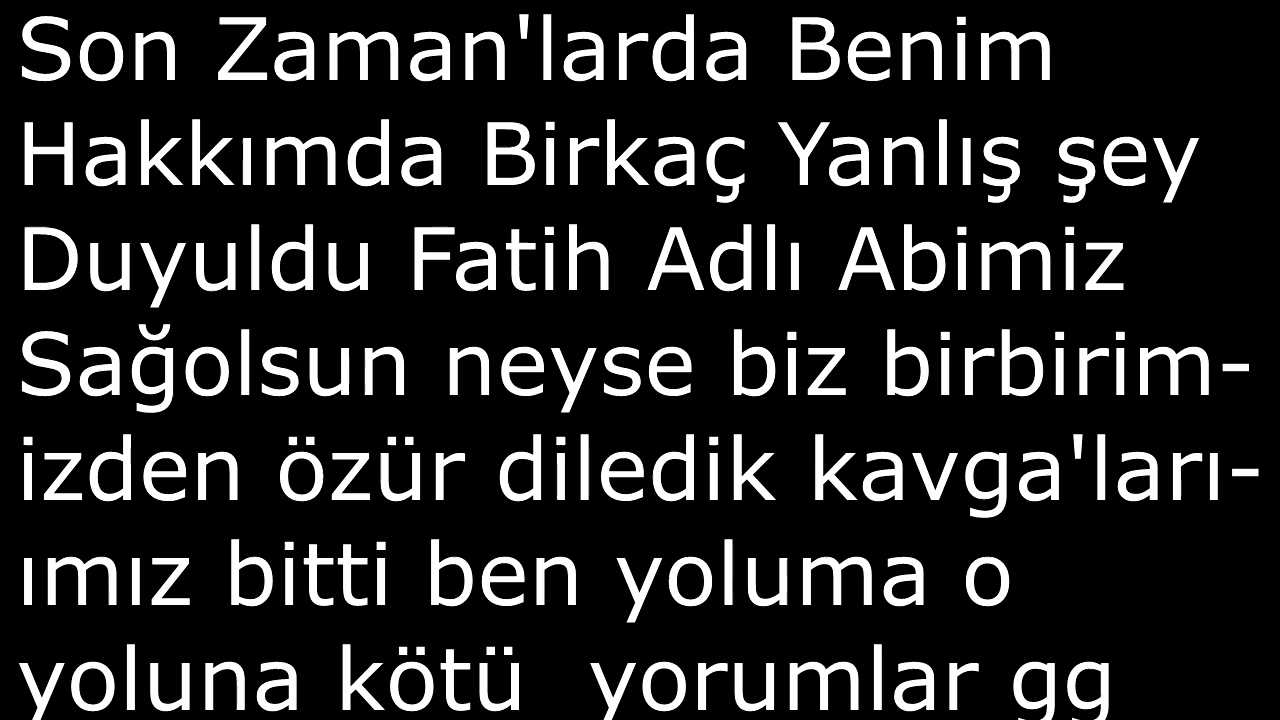 Son Zaman'larda Benim
Hakkımda Birkaç Yanlış şey
Duyuldu Fatih Adlı Abimiz
Sağolsun neyse biz birbirim-
izden özür diledik kavga'ları-
ımız bitti ben yoluma o
yoluna kötü  yorumlar gg